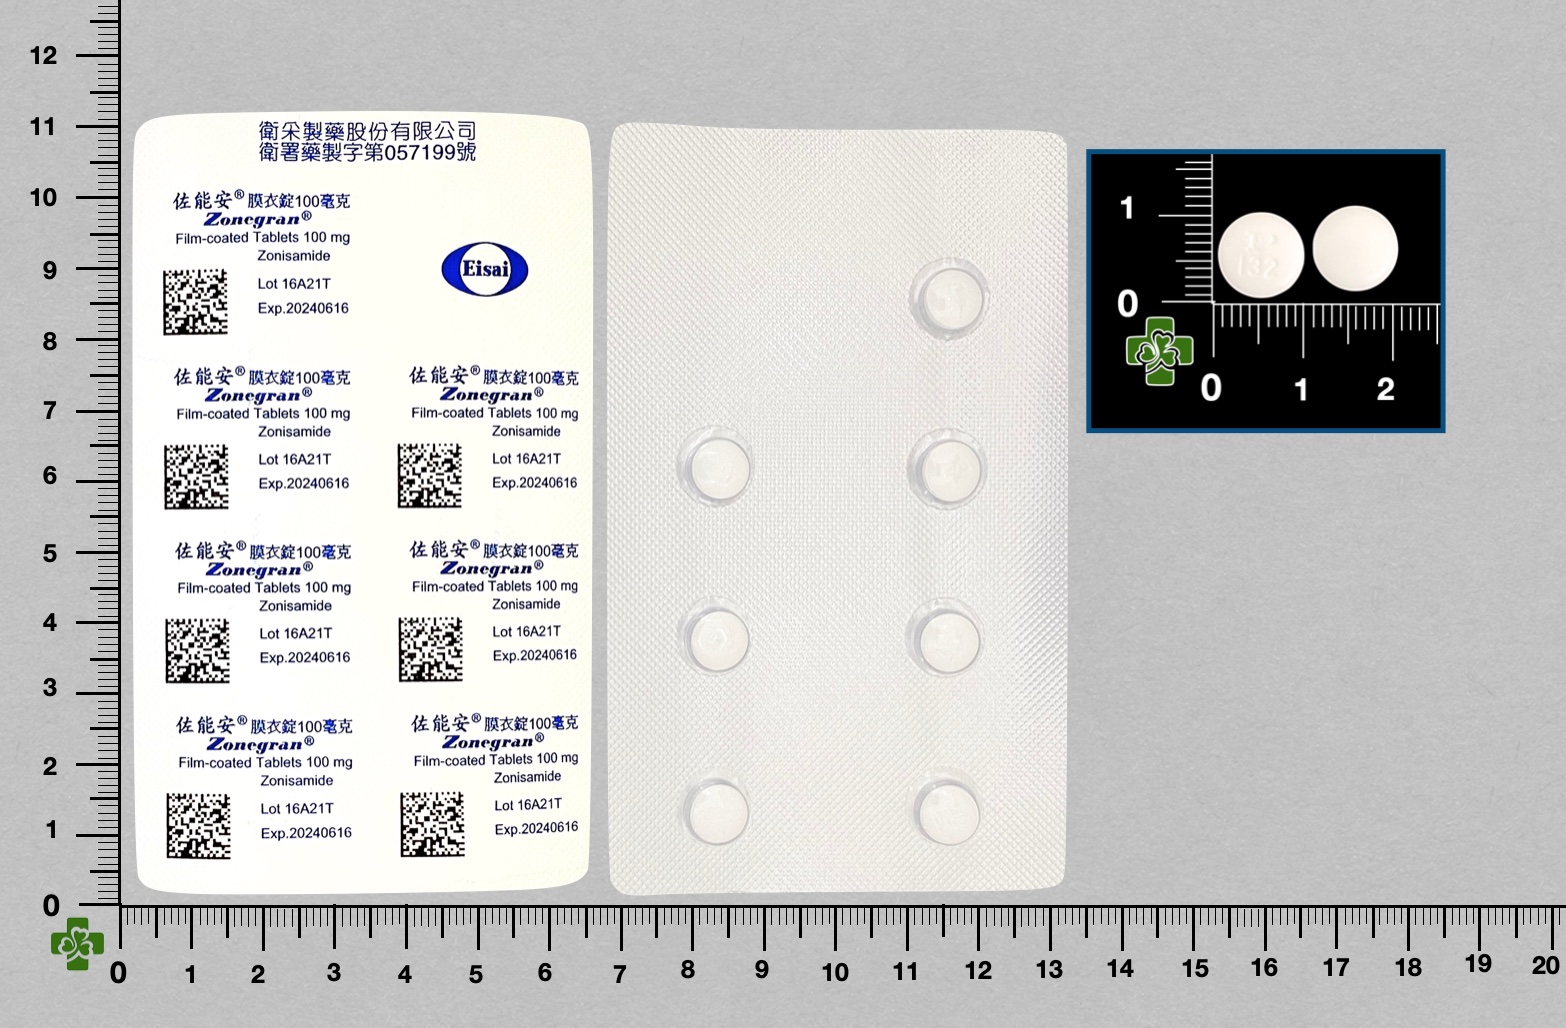 衛采製藥股份有限公司
衛署藥製字第057199號
佐能安® 膜衣錠100毫克
Zonegran®
Film-coated Tablets 100 mg
Zonisamide
Lot 16A21T
Exp.20240616
Eisai
佐能安® 膜衣錠100毫克
Zonegran®
Film-coated Tablets 100 mg
Zonisamide
Lot 16A21T
Exp.20240616
佐能安® 膜衣錠100毫克
Zonegran®
Film-coated Tablets 100 mg
Zonisamide
Lot 16A21T
Exp.20240616
佐能安® 膜衣錠100毫克
Zonegran®
Film-coated Tablets 100 mg
Zonisamide
Lot 16A21T
Exp.20240616
佐能安® 膜衣錠100毫克
Zonegran®
Film-coated Tablets 100 mg
Zonisamide
Lot 16A21T
Exp.20240616
佐能安® 膜衣錠100毫克
Zonegran®
Film-coated Tablets 100 mg
Zonisamide
Lot 16A21T
Exp.20240616
佐能安® 膜衣錠100毫克
Zonegran®
Film-coated Tablets 100 mg
Zonisamide
Lot 16A21T
Exp.20240616
132
1
0
0 1 2
12
11
10
9
8
7
6
5
4
3
2
1
0
0 1 2 3 4 5 6 7 8 9 10 11 12 13 14 15 16 17 18 19 20